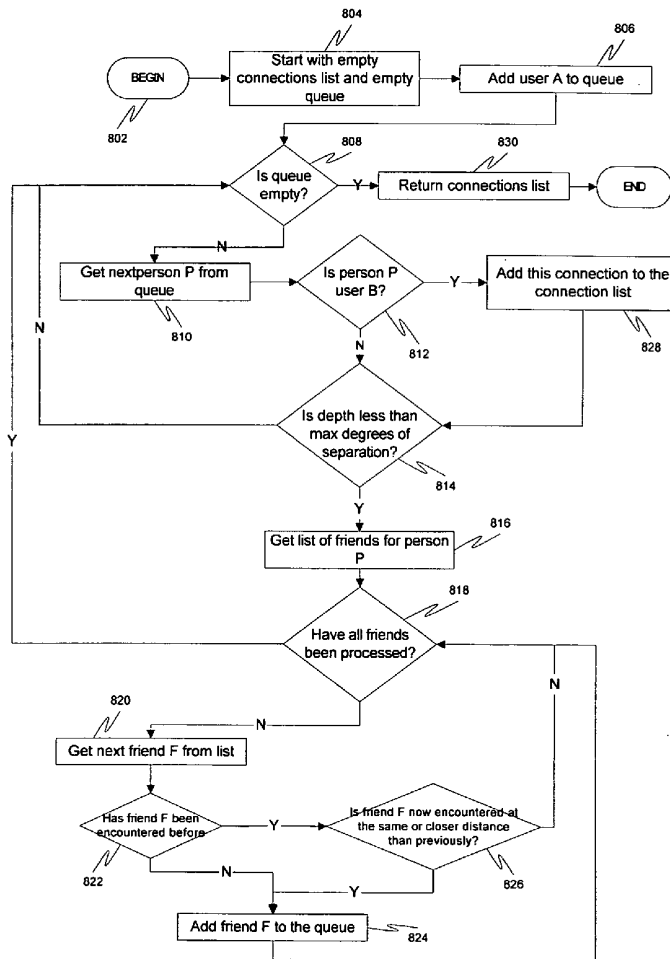 804
806
BEGIN
Start with empty
connections list and empty
queue
Add user A to queue
802
808
830
Is queue
empty?
Y
Return connections list
END
N
Get nextperson P from
queue
Is person P
user B?
Y
Add this connection to the
connection list
810
812
828
N
N
Is depth less than
max degrees of
separation?
814
Y
Y
816
Get list of friends for person
P
818
Have all friends
been processed?
N
820
N
Get next friend F from list
Has friend F been
encountered before
Y
Is friend F now encountered at
the same or closer distance
than previously?
822
826
N
Y
Add friend F to the queue
824